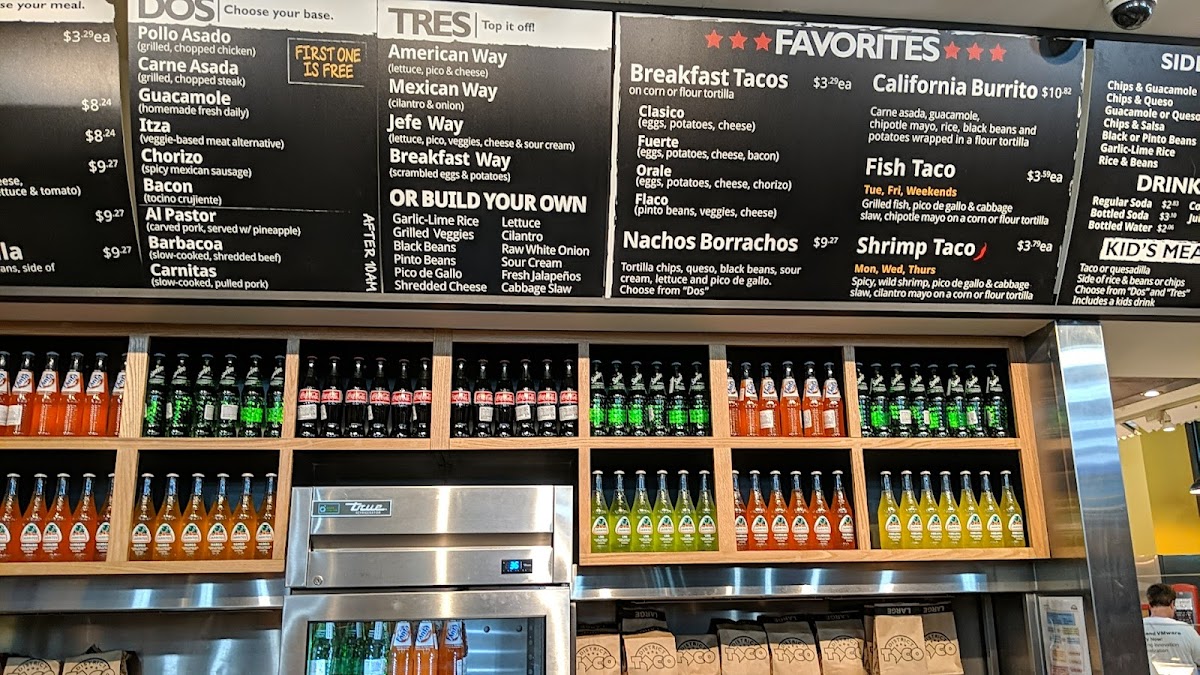 se your meal.
$3.29ea
$8.24
$8.24
$9.27
eese,
ettuce & tomato)
$9.27
lla
$9.27
ans, side of
DOS Choose your base.
Pollo Asado
(grilled, chopped chicken)
FIRST ONE
IS FREE
Carne Asada
(grilled, chopped steak)
Guacamole
(homemade fresh daily)
Itza
(veggie-based meat alternative)
Chorizo
(spicy mexican sausage)
Bacon
(tocino crujiente)
Al Pastor
(carved pork, served w/ pineapple)
Barbacoa
(slow-cooked, shredded beef)
Carnitas
(slow-cooked, pulled pork)
AFTER 10AM
TRES Top it off!
American Way
(lettuce, pico & cheese)
Mexican Way
(cilantro & onion)
Jefe Way
(lettuce, pico, veggies, cheese & sour cream)
Breakfast Way
(scrambled eggs & potatoes)
OR BUILD YOUR OWN
Garlic-Lime Rice
Grilled Veggies
Black Beans
Pinto Beans
Pico de Gallo
Shredded Cheese
Lettuce
Cilantro
Raw White Onion
Sour Cream
Fresh Jalapeños
Cabbage Slaw
FAVORITES
Breakfast Tacos $3.29ea
on corn or flour tortilla
Clasico
(eggs, potatoes, cheese)
Fuerte
(eggs, potatoes, cheese, bacon)
Orale
(eggs, potatoes, cheese, chorizo)
Flaco
(pinto beans, veggies, cheese)
Nachos Borrachos $9.27
Tortilla chips, queso, black beans, sour
cream, lettuce and pico de gallo.
Choose from "Dos"
California Burrito $10.82
Carne asada, guacamole,
chipotle mayo, rice, black beans and
potatoes wrapped in a flour tortilla
Fish Taco $3.59ea
Tue, Fri, Weekends
Grilled fish, pico de gallo & cabbage
slaw, chipotle mayo on a corn or flour tortilla
Shrimp Taco $3.79ea
Mon, Wed, Thurs
Spicy, wild shrimp, pico de gallo & cabbage
slaw, cilantro mayo on a corn or flour tortilla
SIDE
Chips & Guacamole
Chips & Queso
Guacamole or Queso
Chips & Salsa
Black or Pinto Beans
Garlic-Lime Rice
Rice & Beans
DRINK
Regular Soda $2.83
Bottled Soda $3.10
Bottled Water $2.06
KID'S MEA
Taco or quesadilla
Side of rice & beans or chips
Choose from "Dos" and "Tres"
Includes a kids drink
true
36
LARGE
LARGE
TYCO
and VMware